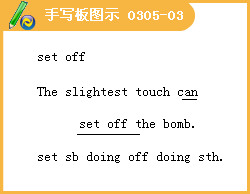 手写板图示 0305-03
set off
The slightest touch can
set off the bomb.
set sb doing off doing sth.